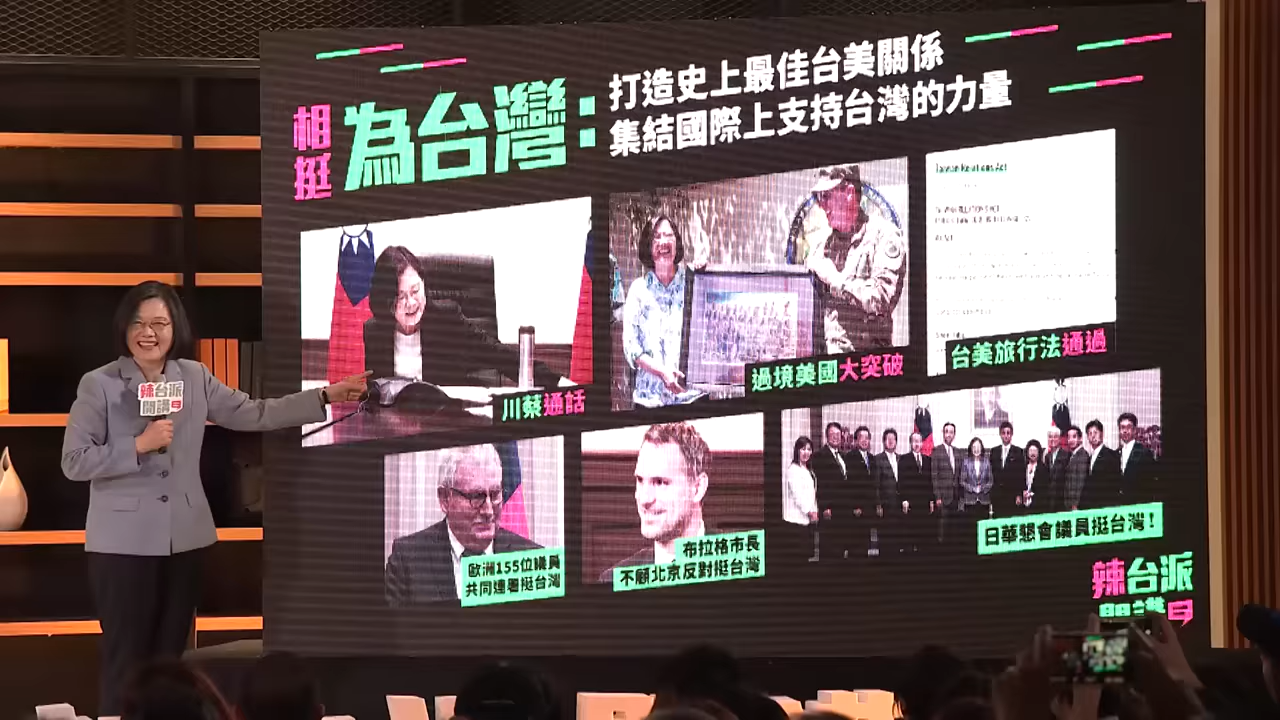 相挺
為台灣：
打造史上最佳台美關係
集結國際上支持台灣的力量
川蔡通話
過境美國大突破
Taiwan Relations Act
台美旅行法通過
歐洲155位議員
共同連署挺台灣
布拉格市長
不顧北京反對挺台灣
日華懇會議員挺台灣！
辣台派
開講
辣台派